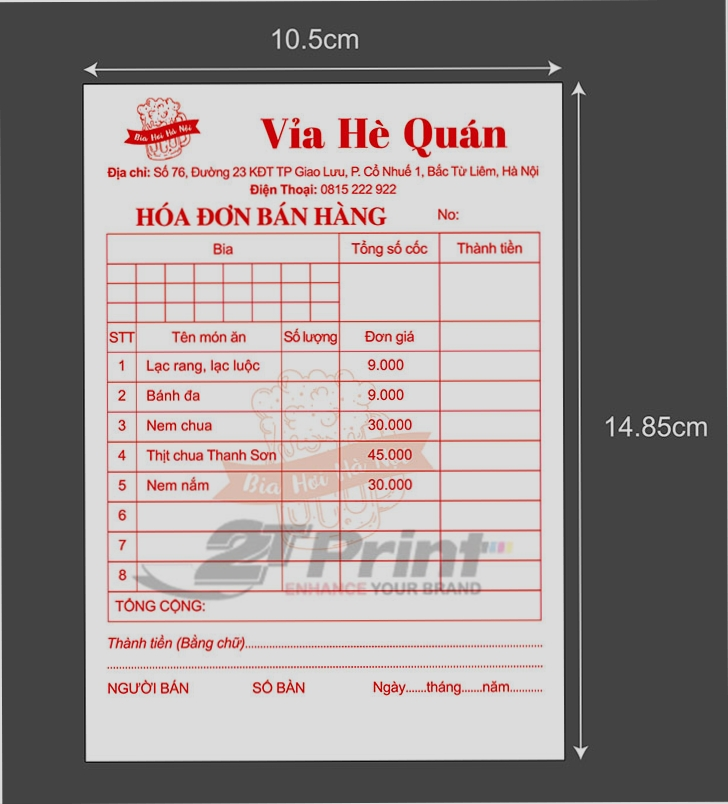 10.5cm
Bia Hơi Hà Nội
Vỉa Hè Quán
Địa chỉ: Số 76, Đường 23 KĐT TP Giao Lưu, P. Cổ Nhuế 1, Bắc Từ Liêm, Hà Nội
Điện Thoại: 0815 222 922
HÓA ĐƠN BÁN HÀNG No:
Bia Tổng số cốc Thành tiền
STT Tên món ăn Số lượng Đơn giá
1 Lạc rang, lạc luộc 9.000
2 Bánh đa 9.000
3 Nem chua 30.000
14.85cm
4 Thịt chua Thanh Sơn 45.000
Bia Hơi Hà Nội
5 Nem nắm 30.000
6
7
2T Print
8
ENHANCE YOUR BRAND
TỔNG CỘNG:
Thành tiền (Bằng chữ)........................................
NGƯỜI BÁN SỐ BÀN Ngày......tháng......năm..........